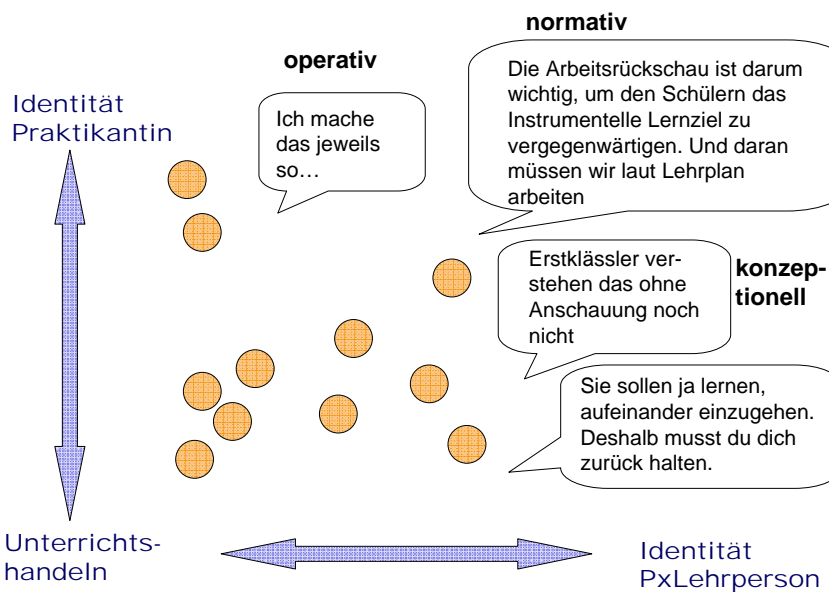 normativ
operativ
Die Arbeitsrückschau ist darum
wichtig, um den Schülern das
Instrumentelle Lernziel zu
vergegenwärtigen. Und daran
müssen wir laut Lehrplan
arbeiten
Identität
Praktikantin
Ich mache
das jeweils
so…
Erstklässler ver-
stehen das ohne
Anschauung noch
nicht
konzep-
tionell
Sie sollen ja lernen,
aufeinander einzugehen.
Deshalb musst du dich
zurück halten.
Unterrichts-
handeln
Identität
PxLehrperson